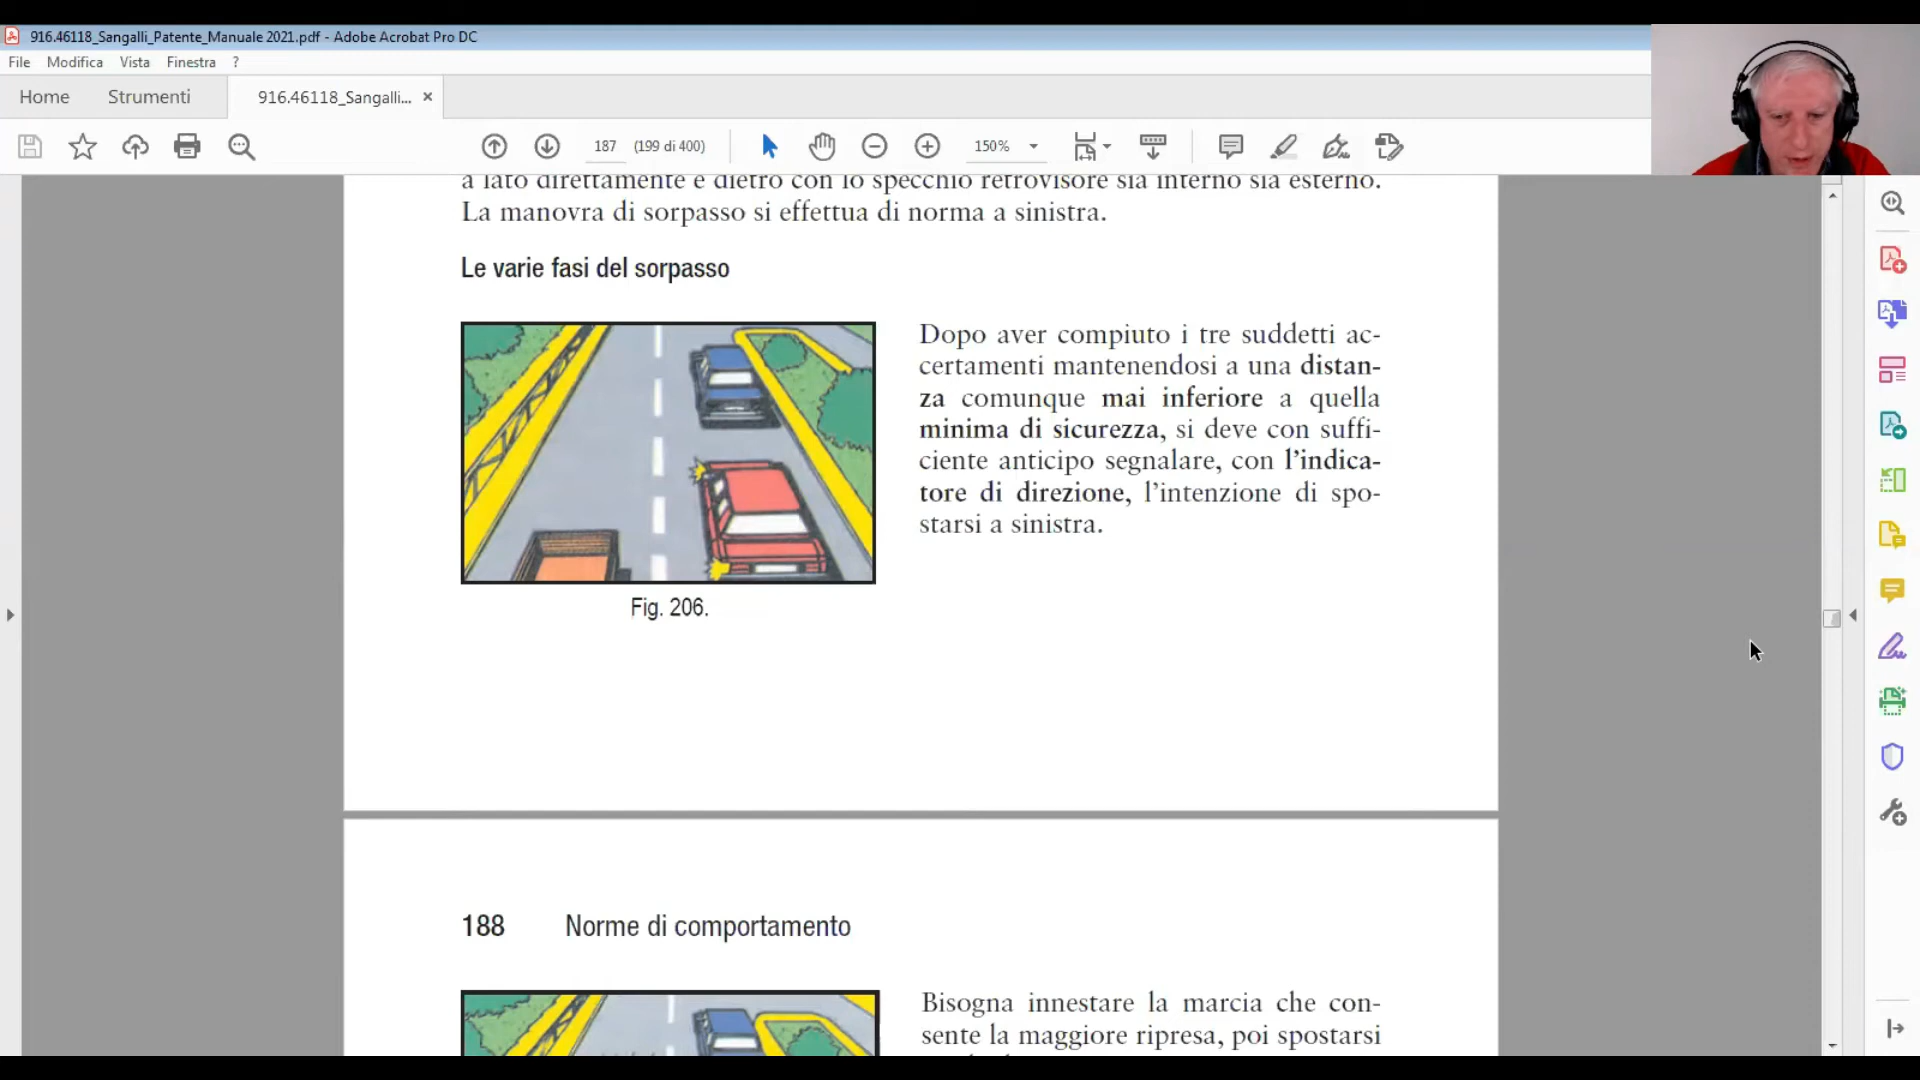 916.46118_Sangalli_Patente_Manuale 2021.pdf - Adobe Acrobat Pro DC
File Modifica Vista Finestra ?
Home Strumenti 916.46118_Sangalli... ×
187 (199 di 400) 150%
a lato direttamente e dietro con lo specchio retrovisore sia interno sia esterno.
La manovra di sorpasso si effettua di norma a sinistra.
Le varie fasi del sorpasso
Dopo aver compiuto i tre suddetti ac-
certamenti mantenendosi a una distan-
za comunque mai inferiore a quella
minima di sicurezza, si deve con suffi-
ciente anticipo segnalare, con l’indica-
tore di direzione, l’intenzione di spo-
starsi a sinistra.
Fig. 206.
188 Norme di comportamento
Bisogna innestare la marcia che con-
sente la maggiore ripresa, poi spostarsi